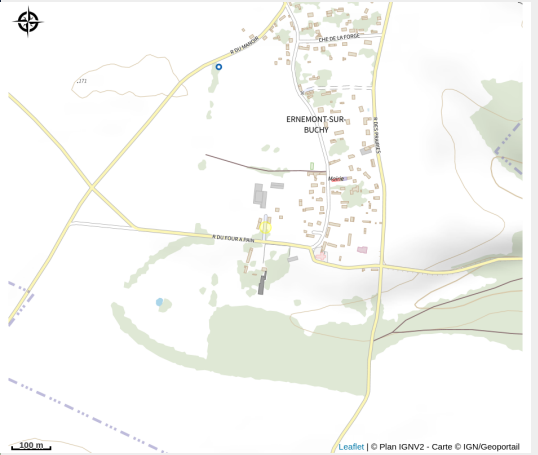 R DU MANOIR
CHE DE LA FORGE
271
ERNEMONT-SUR-
BUCHY
R DES PRAIRIES
Mairie
R DU FOUR A PAIN
100 m
Leaflet | © Plan IGNV2 - Carte © IGN/Geoportail